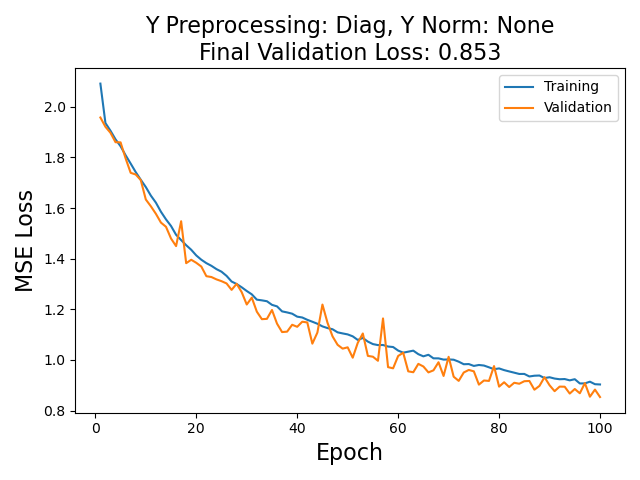 Y Preprocessing: Diag, Y Norm: None
Final Validation Loss: 0.853
Training
Validation
MSE Loss
2.0
1.8
1.6
1.4
1.2
1.0
0.8
0
20
40
60
80
100
Epoch